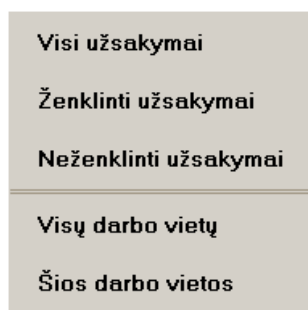 Visi užsakymai
Ženklinti užsakymai
Neženklinti užsakymai
Visų darbo vietų
Šios darbo vietos